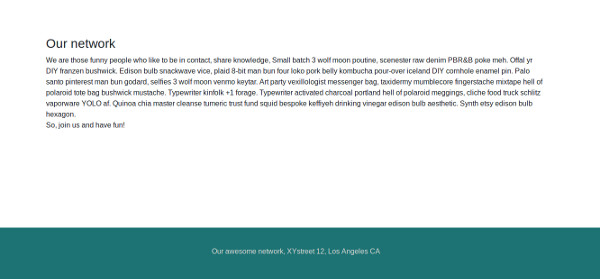 Our network
We are those funny people who like to be in contact, share knowledge, Small batch 3 wolf moon poutine, scenester raw denim PBR&B poke meh. Offal yr
DIY franzen bushwick. Edison bulb snackwave vice, plaid 8-bit man bun four loko pork belly kombucha pour-over iceland DIY cornhole enamel pin. Palo
santo pinterest man bun godard, selfies 3 wolf moon venmo keytar. Art party vexillologist messenger bag, taxidermy mumblecore fingerstache mixtape hell of
polaroid tote bag bushwick mustache. Typewriter kinfolk +1 forage. Typewriter activated charcoal portland hell of polaroid meggings, cliche food truck schlitz
vaporware YOLO af. Quinoa chia master cleanse tumeric trust fund squid bespoke keffiyeh drinking vinegar edison bulb aesthetic. Synth etsy edison bulb
hexagon.
So, join us and have fun!
Our awesome network, XYstreet 12, Los Angeles CA